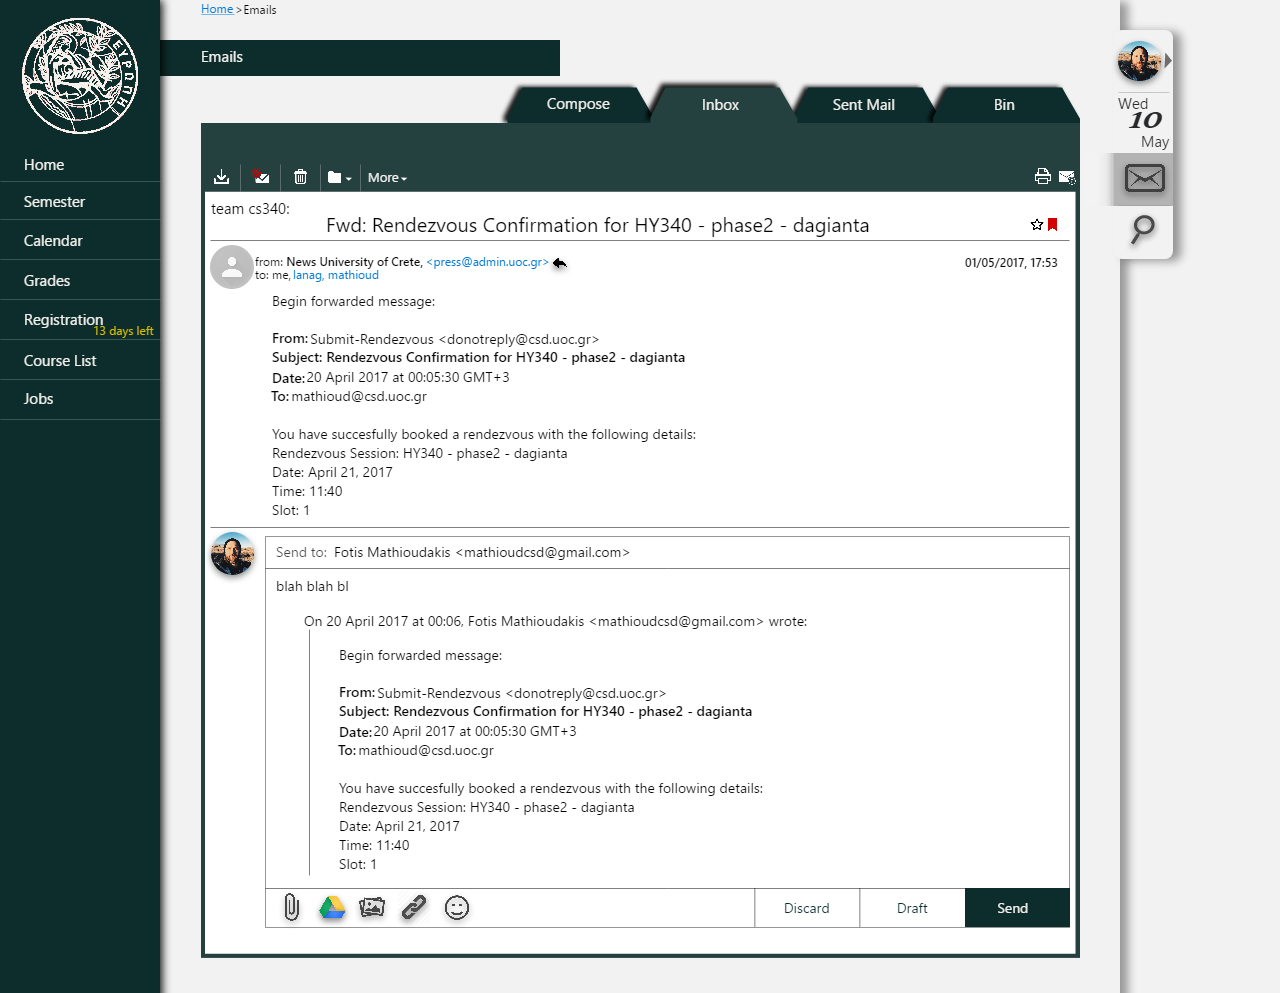 Home >Emails
Emails
ΕΥΡΩΠΗ
Home
Semester
Calendar
Grades
Registration
13 days left
Course List
Jobs
Compose
Inbox
Sent Mail
Bin
More
team cs340:
Fwd: Rendezvous Confirmation for HY340 - phase2 - dagianta
from: News University of Crete, <press@admin.uoc.gr>
01/05/2017, 17:53
to: me, lanag, mathioud
Begin forwarded message:
From: Submit-Rendezvous <donotreply@csd.uoc.gr>
Subject: Rendezvous Confirmation for HY340 - phase2 - dagianta
Date: 20 April 2017 at 00:05:30 GMT+3
To: mathioud@csd.uoc.gr
You have succesfully booked a rendezvous with the following details:
Rendezvous Session: HY340 - phase2 - dagianta
Date: April 21, 2017
Time: 11:40
Slot: 1
Send to: Fotis Mathioudakis <mathioudcsd@gmail.com>
blah blah bl
On 20 April 2017 at 00:06, Fotis Mathioudakis <mathioudcsd@gmail.com> wrote:
Begin forwarded message:
From: Submit-Rendezvous <donotreply@csd.uoc.gr>
Subject: Rendezvous Confirmation for HY340 - phase2 - dagianta
Date: 20 April 2017 at 00:05:30 GMT+3
To: mathioud@csd.uoc.gr
You have succesfully booked a rendezvous with the following details:
Rendezvous Session: HY340 - phase2 - dagianta
Date: April 21, 2017
Time: 11:40
Slot: 1
Discard
Draft
Send
Wed
10
May